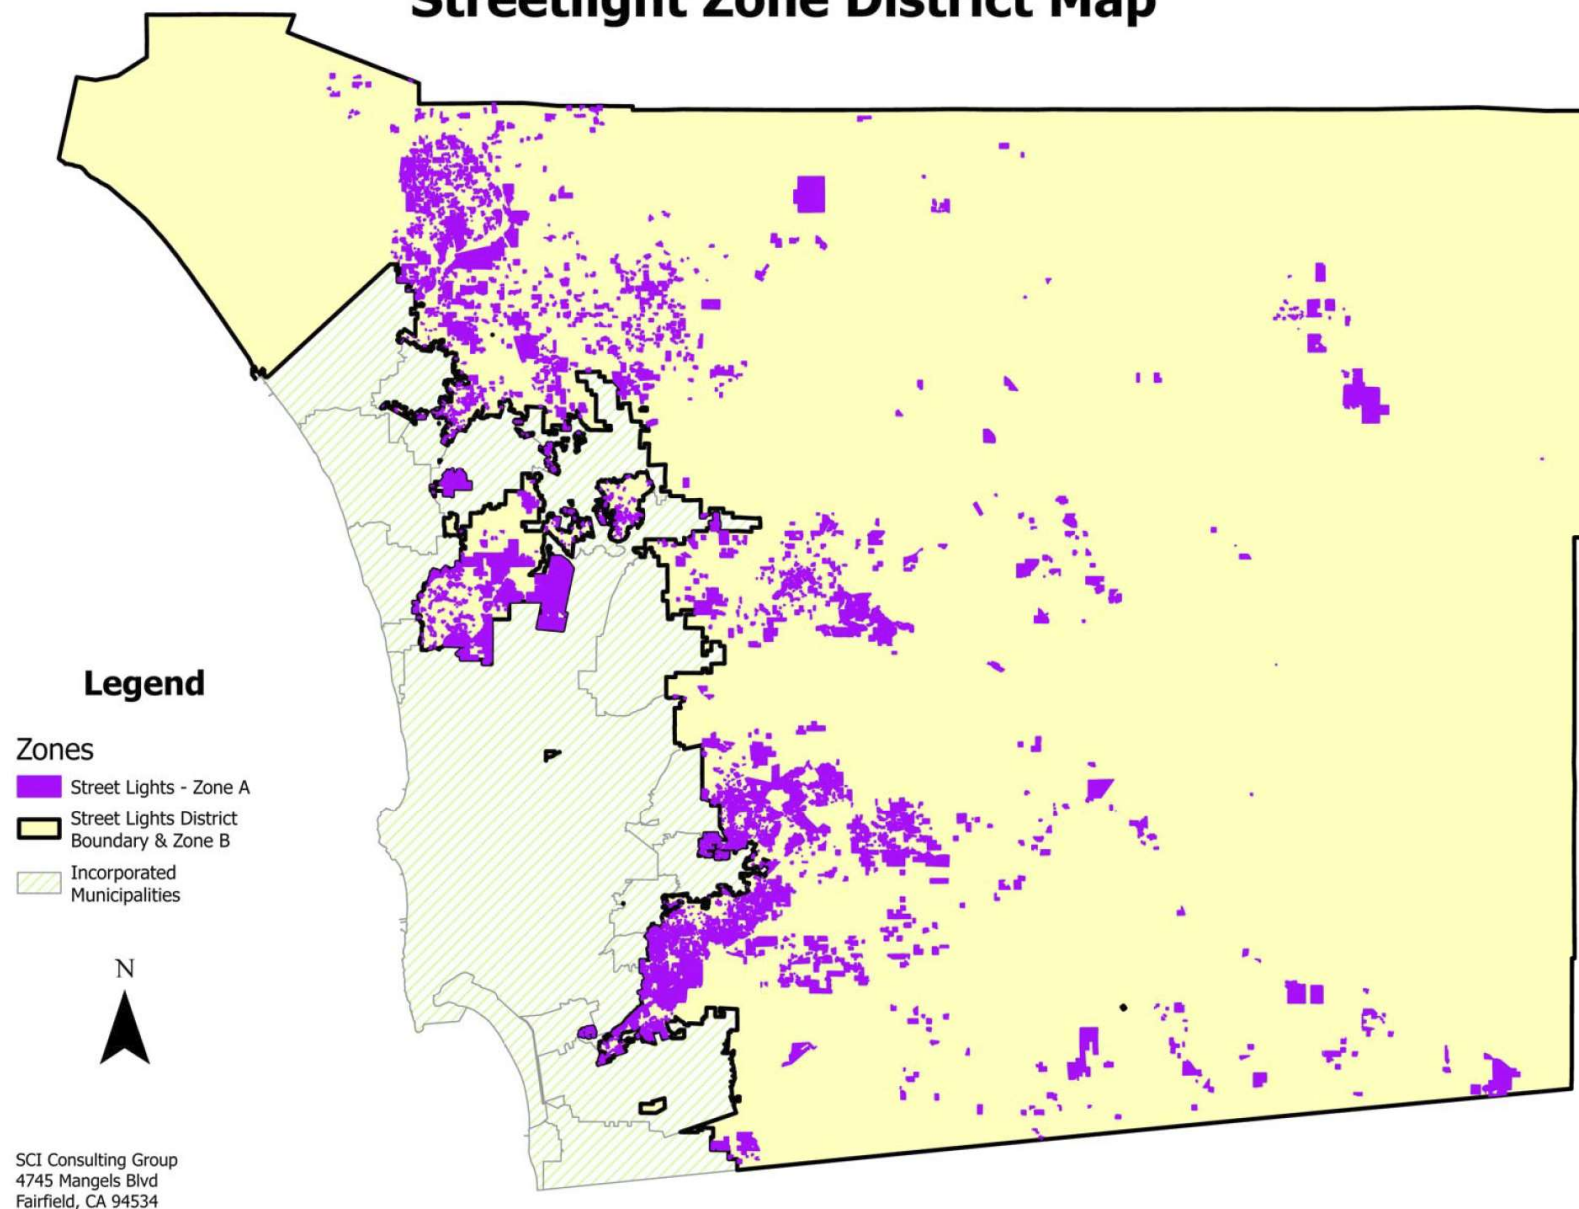 Streetlight Zone District Map
Legend
Zones
Street Lights - Zone A
Street Lights District
Boundary & Zone B
Incorporated
Municipalities
N
SCI Consulting Group
4745 Mangels Blvd
Fairfield, CA 94534